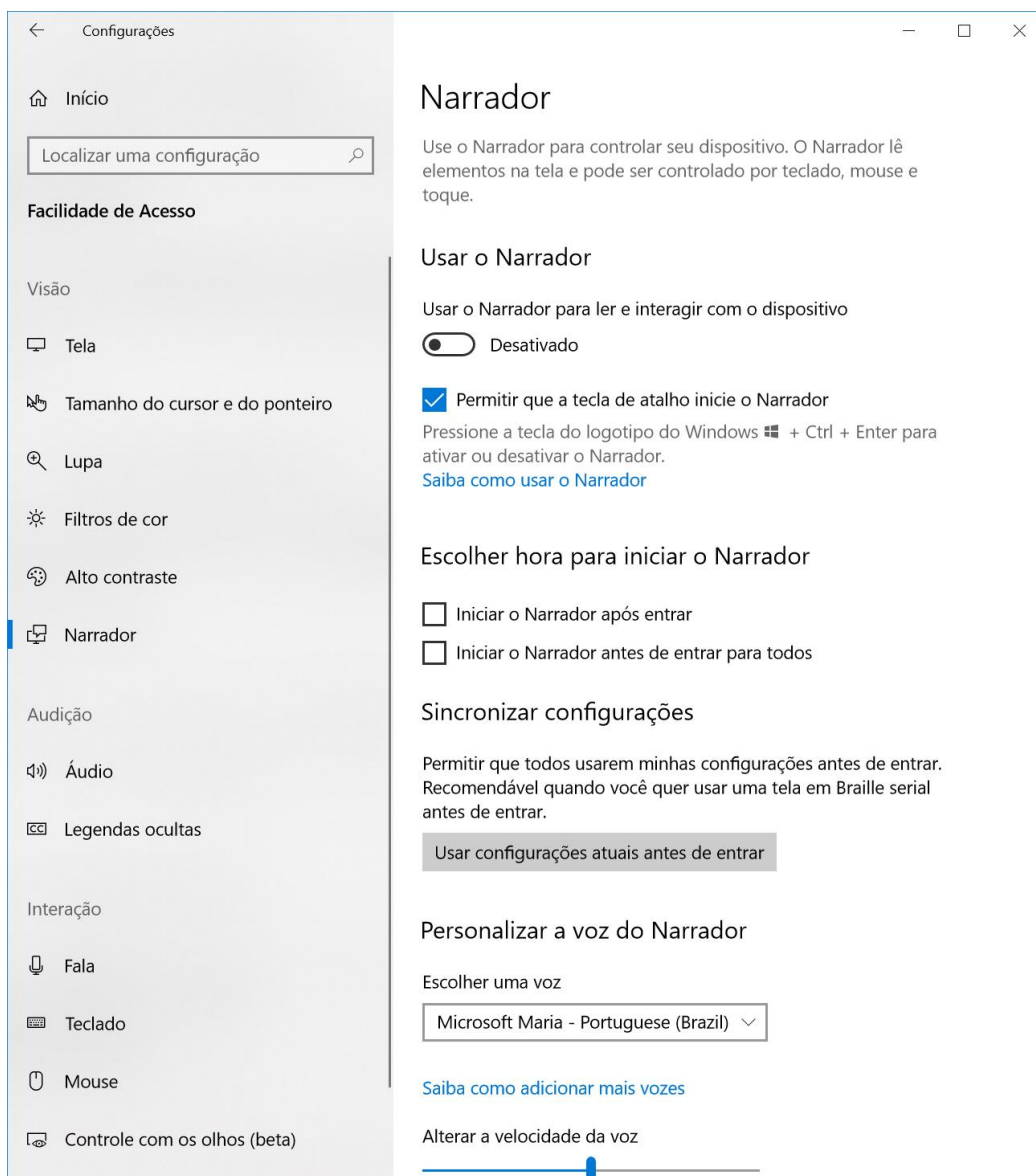 Configurações
Início
Localizar uma configuração
Facilidade de Acesso
Visão
Tela
Tamanho do cursor e do ponteiro
Lupa
Filtros de cor
Alto contraste
Narrador
Audição
Áudio
CC Legendas ocultas
Interação
Fala
Teclado
Mouse
Controle com os olhos (beta)
Narrador
Use o Narrador para controlar seu dispositivo. O Narrador lê
elementos na tela e pode ser controlado por teclado, mouse e
toque.
Usar o Narrador
Usar o Narrador para ler e interagir com o dispositivo
Desativado
Permitir que a tecla de atalho inicie o Narrador
Pressione a tecla do logotipo do Windows + Ctrl + Enter para
ativar ou desativar o Narrador.
Saiba como usar o Narrador
Escolher hora para iniciar o Narrador
Iniciar o Narrador após entrar
Iniciar o Narrador antes de entrar para todos
Sincronizar configurações
Permitir que todos usarem minhas configurações antes de entrar.
Recomendável quando você quer usar uma tela em Braille serial
antes de entrar.
Usar configurações atuais antes de entrar
Personalizar a voz do Narrador
Escolher uma voz
Microsoft Maria - Portuguese (Brazil)
Saiba como adicionar mais vozes
Alterar a velocidade da voz